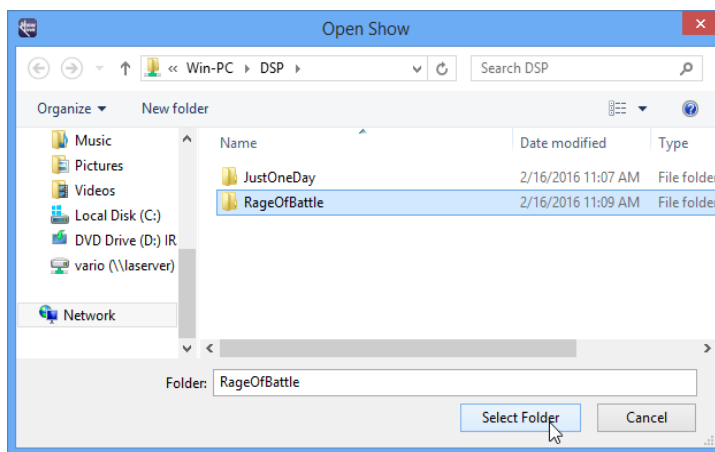 Open Show
« Win-PC DSP
Search DSP
Organize
New folder
Music
Pictures
Videos
Local Disk (C:)
DVD Drive (D:) IR
vario (\\laserver)
Network
Name
Date modified
Type
JustOneDay
2/16/2016 11:07 AM
File folder
RageOfBattle
2/16/2016 11:09 AM
File folder
Folder:
RageOfBattle
Select Folder
Cancel